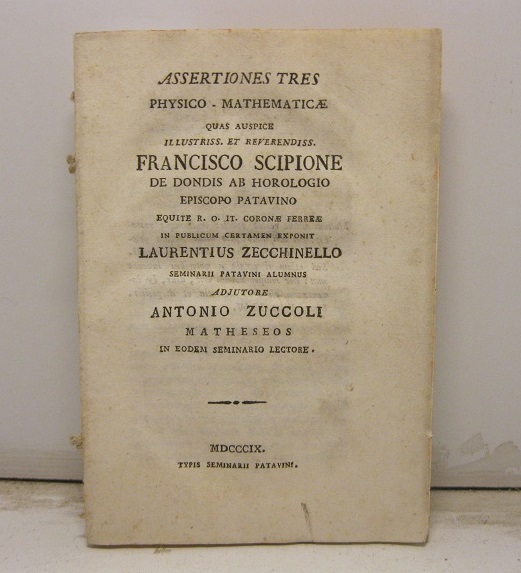 ASSERTIONES TRES
PHYSICO - MATHEMATICÆ
QUAS AUSPICE
ILLUSTRISS. ET REVERENDISS.
FRANCISCO SCIPIONE
DE DONDIS AB HOROLOGIO
EPISCOPO PATAVINO
EQUITE R. O. IT. CORONÆ FERREÆ
IN PUBLICUM CERTAMEN EXPONIT
LAURENTIUS ZECCHINELLO
SEMINARII PATAVINI ALUMNUS
ADJUTORE
ANTONIO ZUCCOLI
MATHESEOS
IN EODEM SEMINARIO LECTORE.
MDCCCIX.
TYPIS SEMINARII PATAVINI.